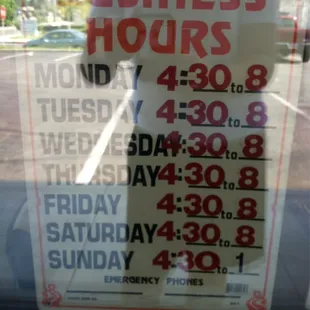 BUSINESS
HOURS
MONDAY 4:30 to 8
TUESDAY 4:30 to 8
WEDNESDAY 4:30 to 8
THURSDAY 4:30 to 8
FRIDAY 4:30 to 8
SATURDAY 4:30 to 8
SUNDAY 4:30 to 1
EMERGENCY PHONES